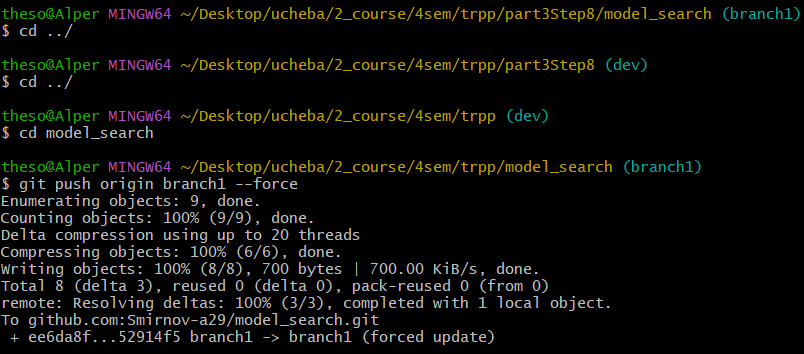 theso@Alper MINGW64 ~/Desktop/ucheba/2_course/4sem/trpp/part3Step8/model_search (branch1)
$ cd ../
theso@Alper MINGW64 ~/Desktop/ucheba/2_course/4sem/trpp/part3Step8 (dev)
$ cd ../
theso@Alper MINGW64 ~/Desktop/ucheba/2_course/4sem/trpp (dev)
$ cd model_search
theso@Alper MINGW64 ~/Desktop/ucheba/2_course/4sem/trpp/model_search (branch1)
$ git push origin branch1 --force
Enumerating objects: 9, done.
Counting objects: 100% (9/9), done.
Delta compression using up to 20 threads
Compressing objects: 100% (6/6), done.
Writing objects: 100% (8/8), 700 bytes | 700.00 KiB/s, done.
Total 8 (delta 3), reused 0 (delta 0), pack-reused 0 (from 0)
remote: Resolving deltas: 100% (3/3), completed with 1 local object.
To github.com:Smirnov-a29/model_search.git
 + ee6da8f...52914f5 branch1 -> branch1 (forced update)